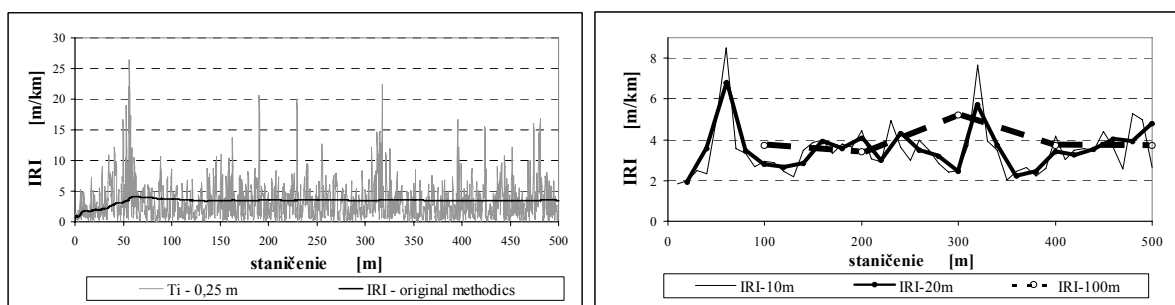 30
25
20
15
10
5
0
IRI [m/km]
0 50 100 150 200 250 300 350 400 450 500
staničenie [m]
Ti - 0,25 m IRI - original methodics
8
6
4
2
0
IRI [m/km]
100 200 300 400 500
staničenie [m]
IRI-10m IRI-20m IRI-100m